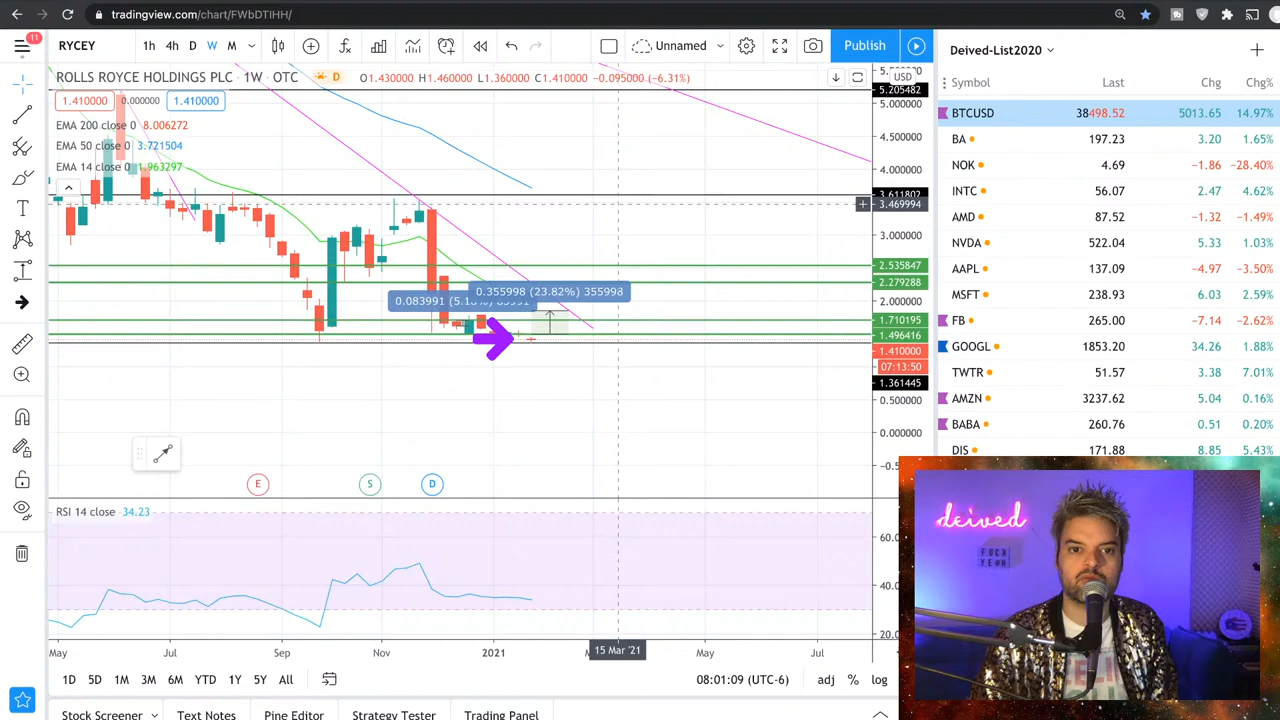 tradingview.com/chart/FWbDTIHH/
11
RYCEY
1h 4h D W M
Unnamed
Publish
Deived-List2020
ROLLS ROYCE HOLDINGS PLC · 1W · OTC
D
O1.430000 H1.460000 L1.360000 C1.410000 −0.095000 (−6.31%)
1.410000 0.000000 1.410000
EMA 200 close 0 8.006272
EMA 50 close 0 3.721504
EMA 14 close 0 1.963297
USD
5.205482
5.000000
4.500000
4.000000
3.611802
3.469994
3.000000
2.535847
2.279288
2.000000
1.710195
1.496416
1.410000
07:13:50
1.361445
0.500000
0.000000
0.355998 (23.82%) 355998
E S D
RSI 14 close 34.23
60.0
40.0
20.0
May Jul Sep Nov 2021 15 Mar '21 May Jul
1D 5D 1M 3M 6M YTD 1Y 5Y All
08:01:09 (UTC-6) adj % log
Stock Screener Text Notes Pine Editor Strategy Tester Trading Panel
Symbol Last Chg Chg%
BTCUSD 38498.52 5013.65 14.97%
BA 197.23 3.20 1.65%
NOK 4.69 −1.86 −28.40%
INTC 56.07 2.47 4.62%
AMD 87.52 −1.32 −1.49%
NVDA 522.04 5.33 1.03%
AAPL 137.09 −4.97 −3.50%
MSFT 238.93 6.03 2.59%
FB 265.00 −7.14 −2.62%
GOOGL 1853.20 34.26 1.88%
TWTR 51.57 3.38 7.01%
AMZN 3237.62 5.04 0.16%
BABA 260.76 0.51 0.20%
DIS 171.88 8.85 5.43%
deived
FUCK
YEAH